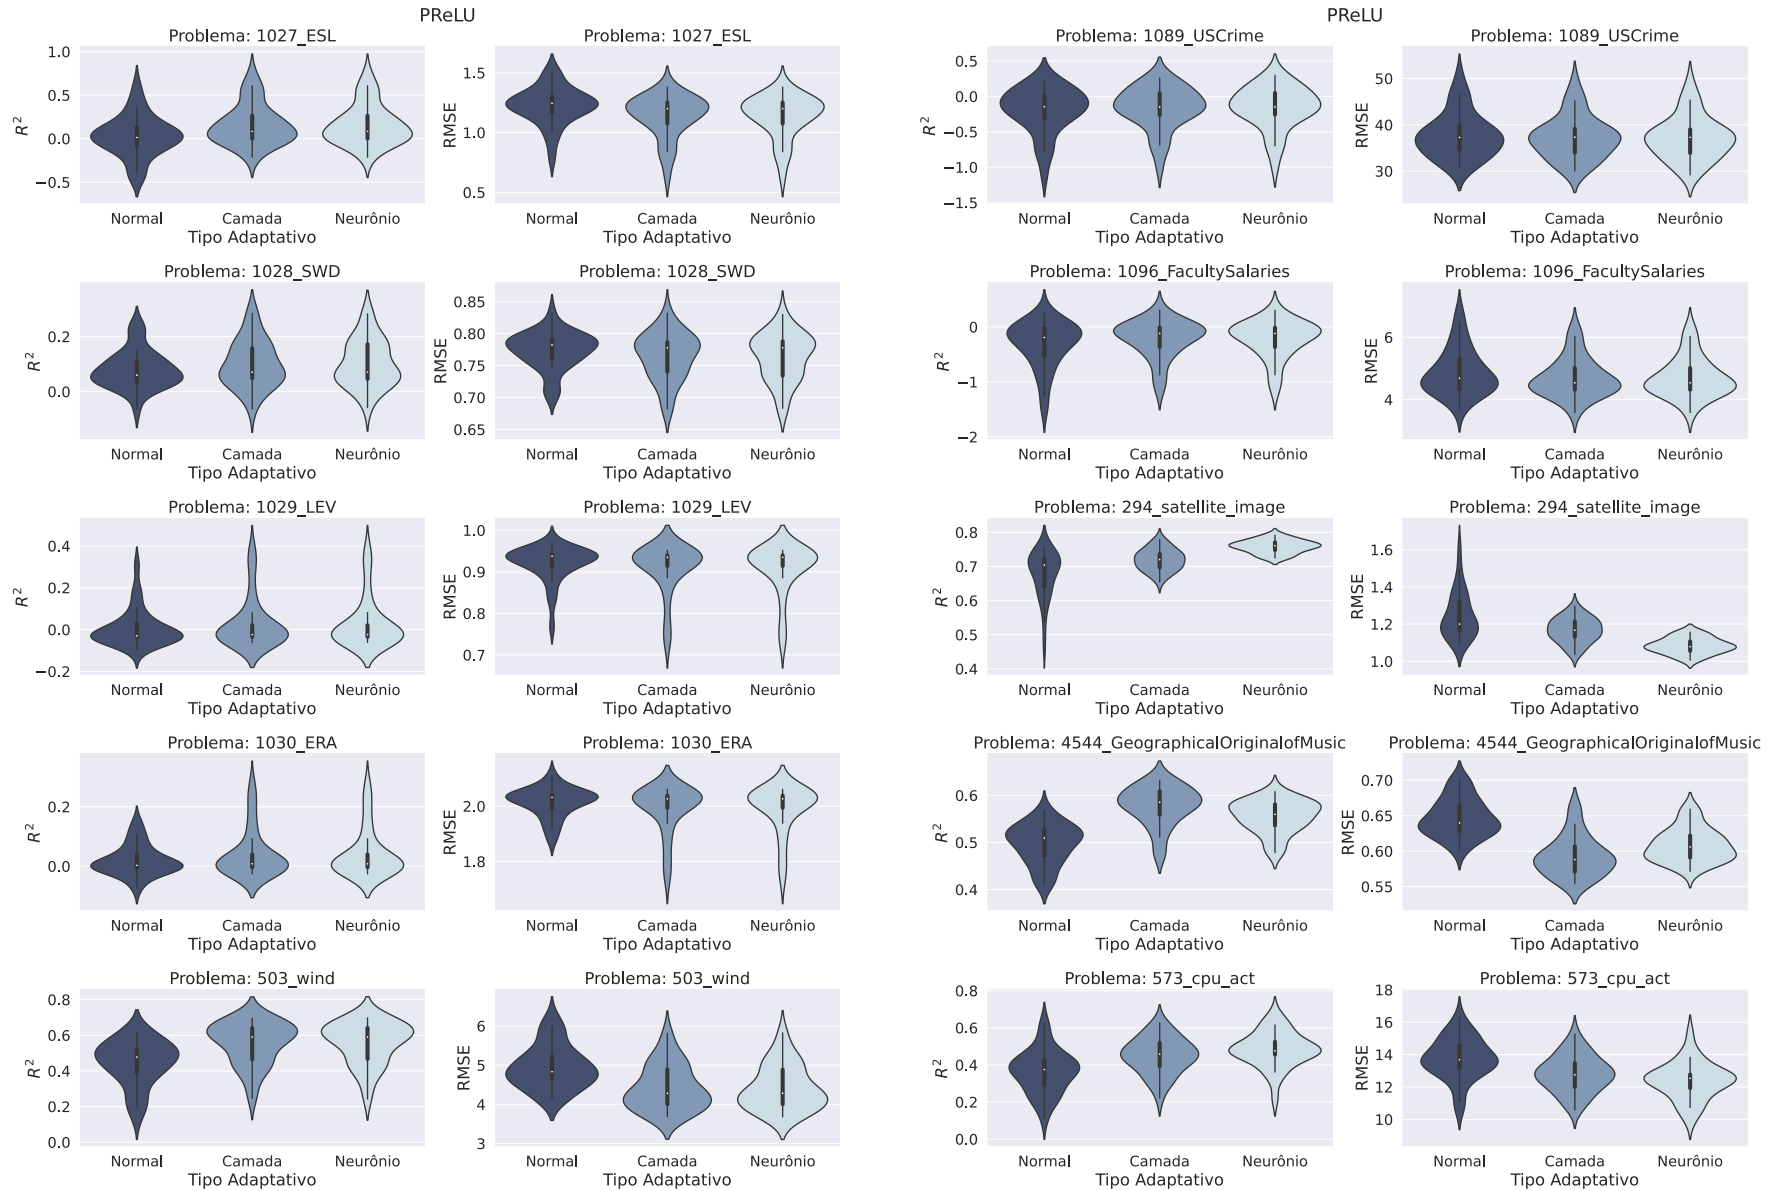 PReLU
PReLU
Problema: 1027_ESL
Problema: 1027_ESL
Problema: 1089_USCrime
Problema: 1089_USCrime
R²
1.0
0.5
0.0
−0.5
RMSE
1.5
1.0
0.5
R²
0.5
0.0
−0.5
−1.0
−1.5
RMSE
50
40
30
Normal Camada Neurônio
Normal Camada Neurônio
Normal Camada Neurônio
Normal Camada Neurônio
Tipo Adaptativo
Tipo Adaptativo
Tipo Adaptativo
Tipo Adaptativo
Problema: 1028_SWD
Problema: 1028_SWD
Problema: 1096_FacultySalaries
Problema: 1096_FacultySalaries
R²
0.2
0.0
RMSE
0.85
0.80
0.75
0.70
0.65
R²
0
−1
−2
RMSE
6
4
Normal Camada Neurônio
Normal Camada Neurônio
Normal Camada Neurônio
Normal Camada Neurônio
Tipo Adaptativo
Tipo Adaptativo
Tipo Adaptativo
Tipo Adaptativo
Problema: 1029_LEV
Problema: 1029_LEV
Problema: 294_satellite_image
Problema: 294_satellite_image
R²
0.4
0.2
0.0
−0.2
RMSE
1.0
0.9
0.8
0.7
R²
0.8
0.7
0.6
0.5
0.4
RMSE
1.6
1.4
1.2
1.0
Normal Camada Neurônio
Normal Camada Neurônio
Normal Camada Neurônio
Normal Camada Neurônio
Tipo Adaptativo
Tipo Adaptativo
Tipo Adaptativo
Tipo Adaptativo
Problema: 1030_ERA
Problema: 1030_ERA
Problema: 4544_GeographicalOriginalofMusic
Problema: 4544_GeographicalOriginalofMusic
R²
0.2
0.0
RMSE
2.0
1.8
R²
0.6
0.5
0.4
RMSE
0.70
0.65
0.60
0.55
Normal Camada Neurônio
Normal Camada Neurônio
Normal Camada Neurônio
Normal Camada Neurônio
Tipo Adaptativo
Tipo Adaptativo
Tipo Adaptativo
Tipo Adaptativo
Problema: 503_wind
Problema: 503_wind
Problema: 573_cpu_act
Problema: 573_cpu_act
R²
0.8
0.6
0.4
0.2
0.0
RMSE
6
5
4
3
R²
0.8
0.6
0.4
0.2
0.0
RMSE
18
16
14
12
10
Normal Camada Neurônio
Normal Camada Neurônio
Normal Camada Neurônio
Normal Camada Neurônio
Tipo Adaptativo
Tipo Adaptativo
Tipo Adaptativo
Tipo Adaptativo